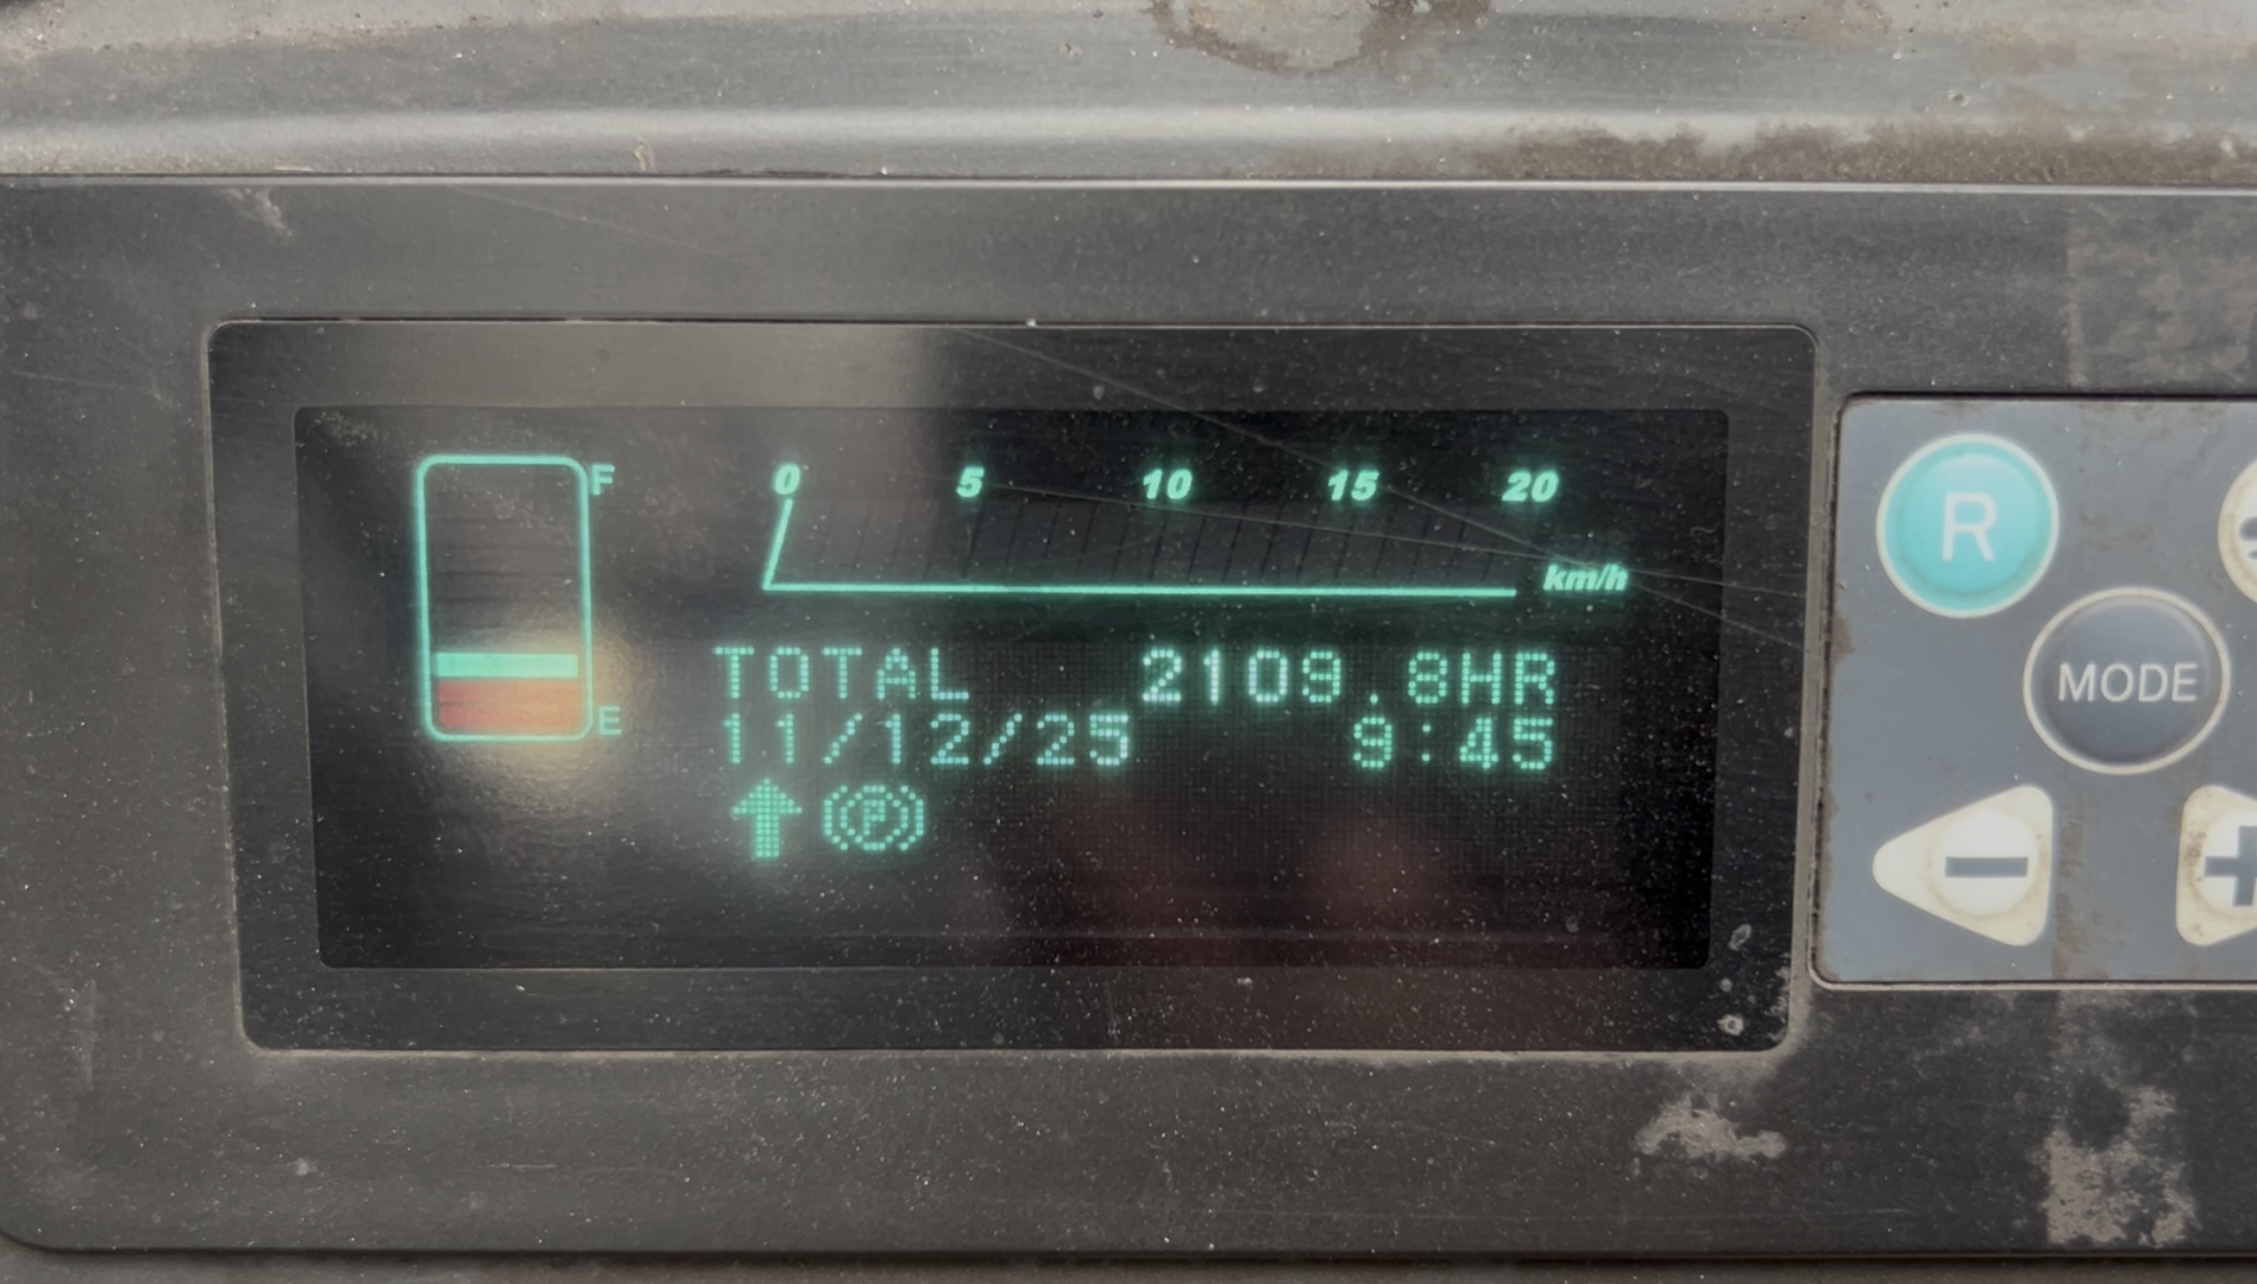 F
0 5 10 15 20
km/h
TOTAL 2109.8HR
E
11/12/25 9:45
P
R
MODE